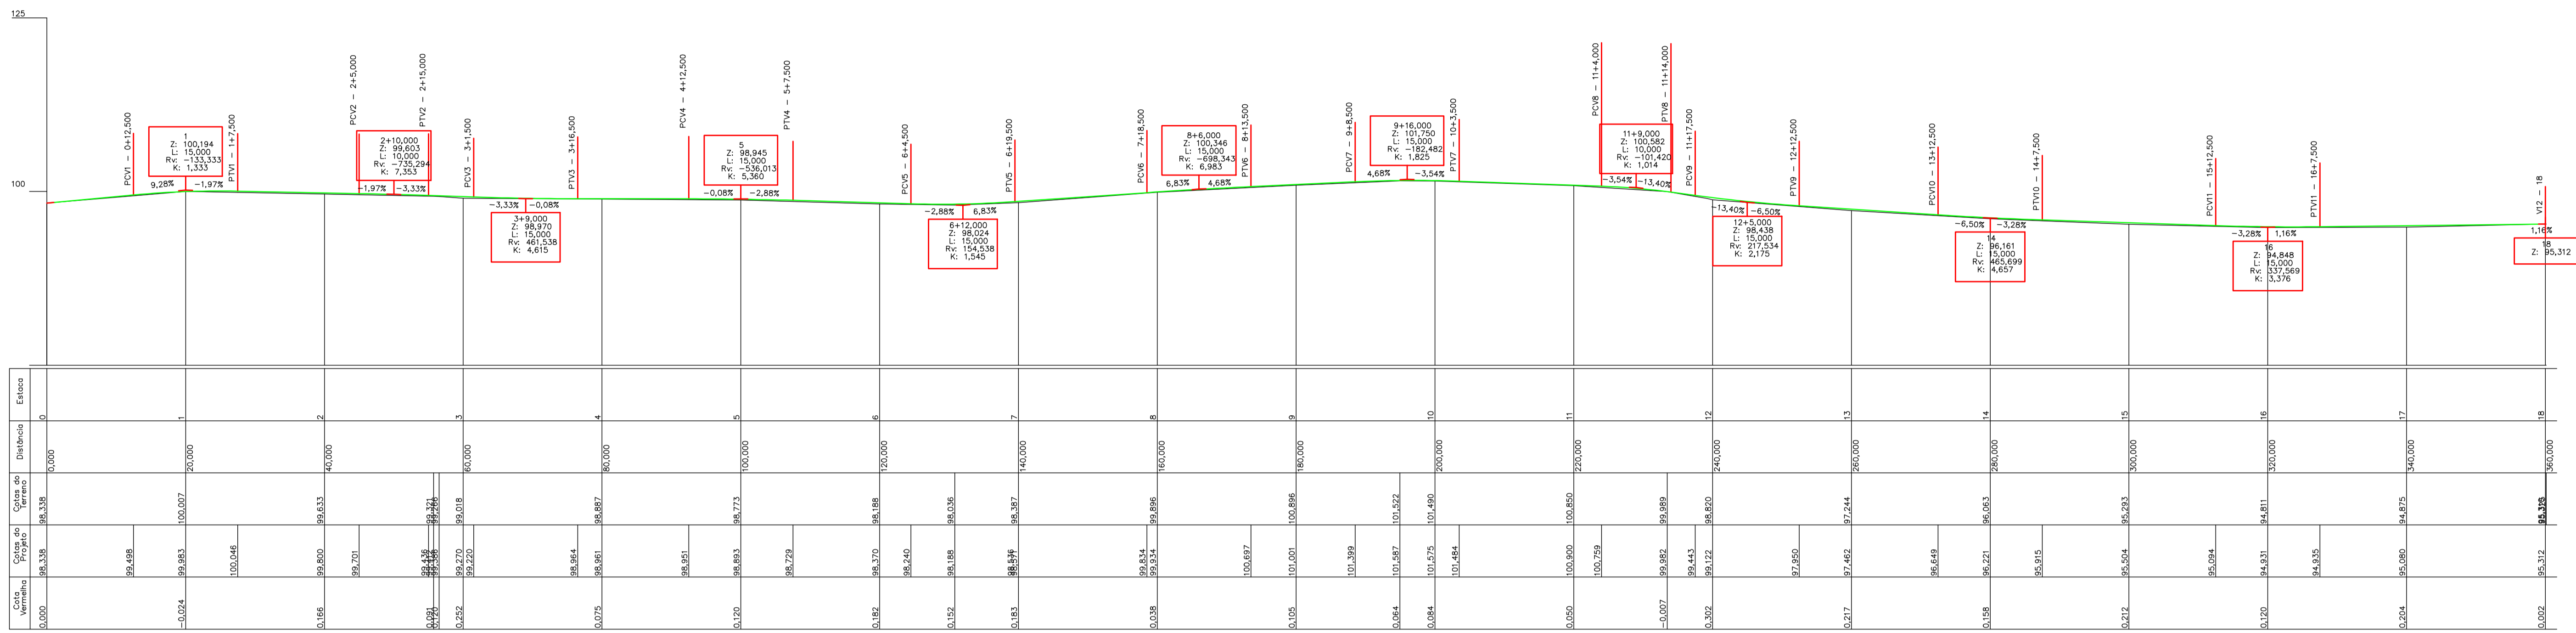 125
100
PCV1 - 0+12,500
1
Z: 100,194
L: 15,000
Rv: -133,333
K: 1,333
9,28%
-1,97%
PTV1 - 1+7,500
PCV2 - 2+5,000
2+10,000
Z: 99,603
L: 10,000
Rv: -735,294
K: 7,353
-1,97%
-3,33%
PTV2 - 2+15,000
PCV3 - 3+1,500
-3,33%
-0,08%
3+9,000
Z: 98,970
L: 15,000
Rv: 461,538
K: 4,615
PTV3 - 3+16,500
PCV4 - 4+12,500
5
Z: 98,945
L: 15,000
Rv: -536,013
K: 5,360
-0,08%
-2,88%
PTV4 - 5+7,500
PCV5 - 6+4,500
-2,88%
6,83%
6+12,000
Z: 98,024
L: 15,000
Rv: 154,538
K: 1,545
PTV5 - 6+19,500
PCV6 - 7+18,500
8+6,000
Z: 100,346
L: 15,000
Rv: -698,343
K: 6,983
6,83%
4,68%
PTV6 - 8+13,500
PCV7 - 9+8,500
9+16,000
Z: 101,750
L: 15,000
Rv: -182,482
K: 1,825
4,68%
-3,54%
PTV7 - 10+3,500
PCV8 - 11+4,000
11+9,000
Z: 100,582
L: 10,000
Rv: -101,420
K: 1,014
-3,54%
-13,40%
PTV8 - 11+14,000
PCV9 - 11+17,500
-13,40%
-6,50%
12+5,000
Z: 98,438
L: 15,000
Rv: 217,534
K: 2,175
PTV9 - 12+12,500
PCV10 - 13+12,500
-6,50%
-3,28%
14
Z: 96,161
L: 15,000
Rv: 465,699
K: 4,657
PTV10 - 14+7,500
PCV11 - 15+12,500
-3,28%
1,16%
16
Z: 94,848
L: 15,000
Rv: 337,569
K: 3,376
PTV11 - 16+7,500
V12 - 18
1,16%
18
Z: 95,312
Estaca
0
1
2
3
4
5
6
7
8
9
10
11
12
13
14
15
16
17
18
Distância
0,000
20,000
40,000
60,000
80,000
100,000
120,000
140,000
160,000
180,000
200,000
220,000
240,000
260,000
280,000
300,000
320,000
340,000
360,000
Cotas do
Terreno
98,338
100,007
99,633
99,321
99,018
98,887
98,773
98,188
98,036
98,387
99,896
100,896
101,522
101,490
100,850
99,989
98,820
97,244
96,063
95,293
94,811
94,875
Cotas do
Projeto
98,338
99,498
99,983
100,046
99,800
99,701
99,436
99,270
99,220
98,964
98,961
98,951
98,893
98,729
98,370
98,240
98,188
99,834
99,934
100,697
101,001
101,399
101,587
101,575
101,484
100,900
100,759
99,982
99,443
99,122
97,950
97,462
96,649
96,221
95,915
95,504
95,094
94,931
94,935
95,080
95,312
Cota
Vermelha
0,000
-0,024
0,166
0,091
0,120
0,252
0,075
0,120
0,182
0,152
0,183
0,038
0,105
0,064
0,084
0,050
-0,007
0,302
0,217
0,158
0,212
0,120
0,204
0,002